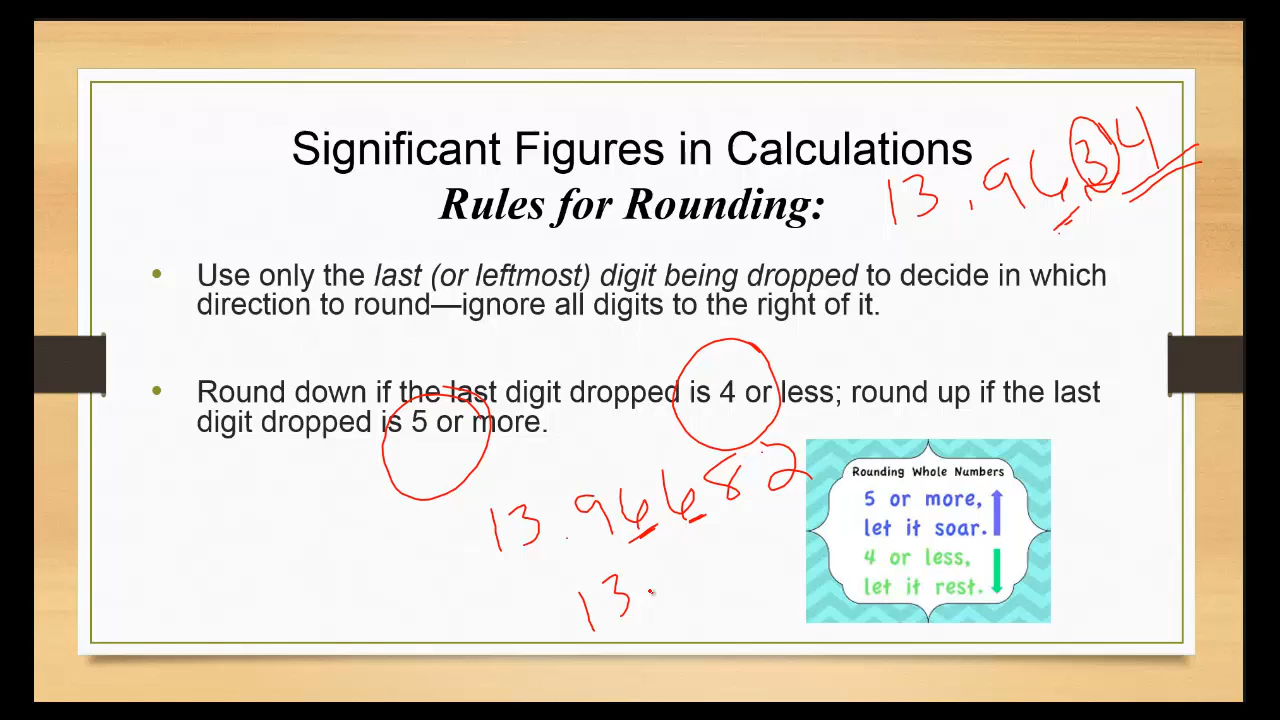 Significant Figures in Calculations
Rules for Rounding:
13.9634
Use only the last (or leftmost) digit being dropped to decide in which
direction to round—ignore all digits to the right of it.
Round down if the last digit dropped is 4 or less; round up if the last
digit dropped is 5 or more.
13.96682
13.
Rounding Whole Numbers
5 or more,
let it soar.
4 or less,
let it rest.